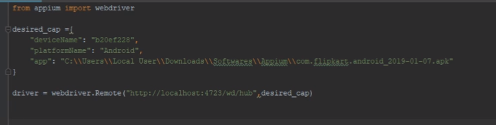 from appium import webdriver
desired_cap ={
"deviceName": "b20ef228",
"platformName": "Android",
"app": "C:\\Users\\Local User\\Downloads\\Softwares\\Appium\\com.flipkart.android_2019-01-07.apk"
}
driver = webdriver.Remote("http://localhost:4723/wd/hub",desired_cap)